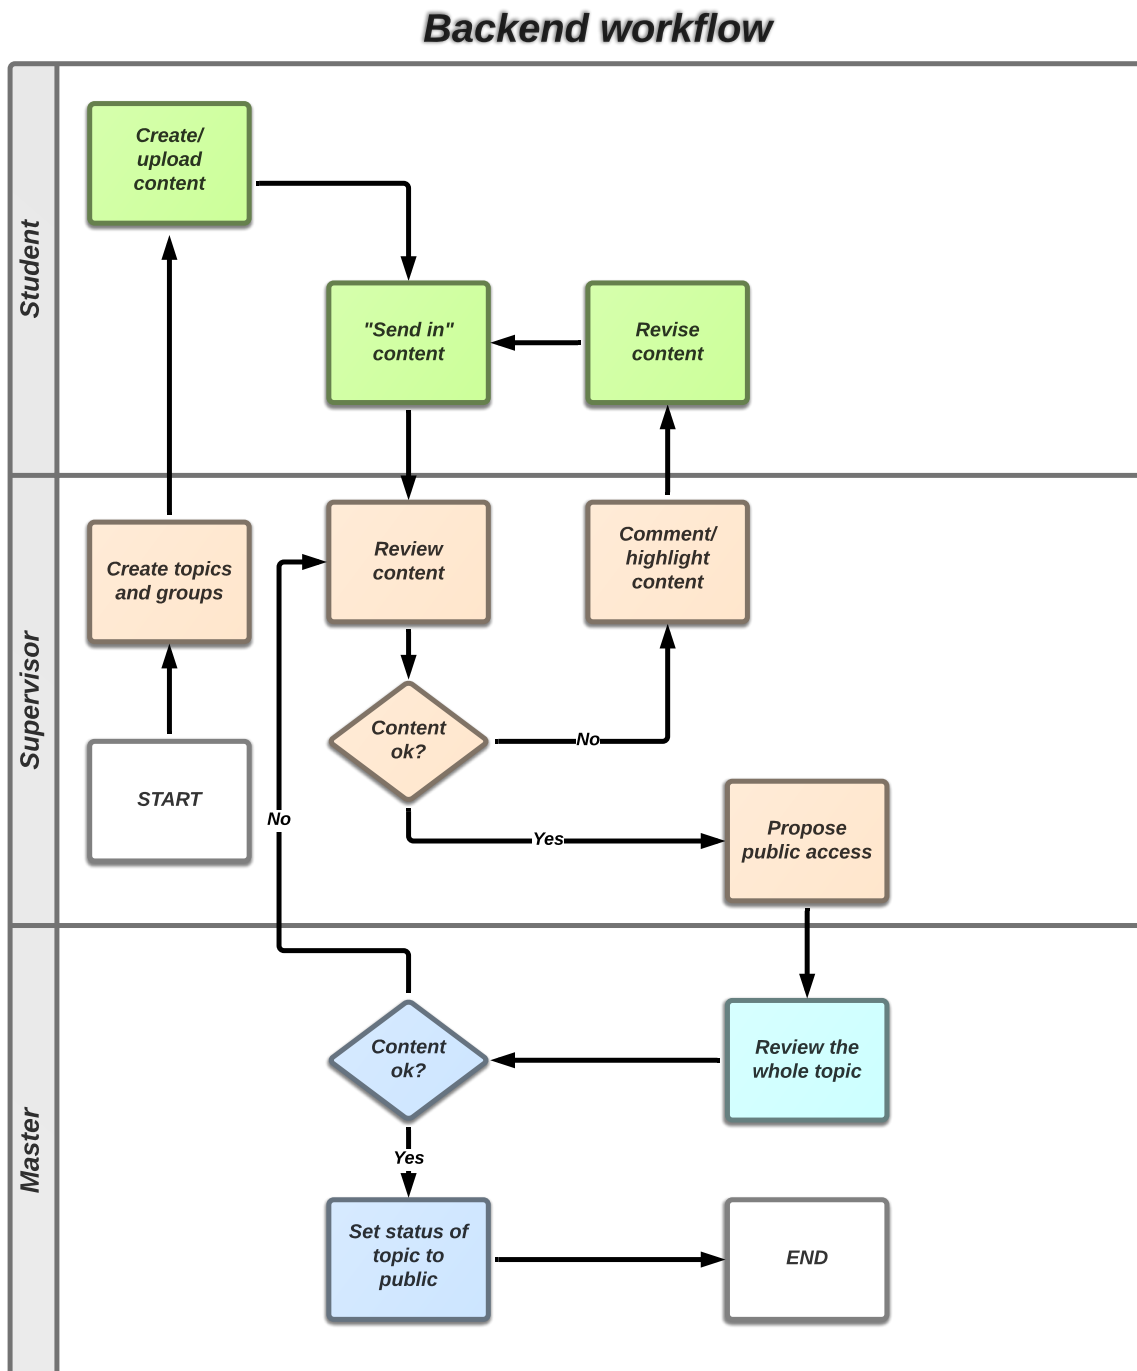 Backend workflow
Student
Create/
upload
content
"Send in"
content
Revise
content
Supervisor
Create topics
and groups
Review
content
Comment/
highlight
content
Content
ok?
No
START
No
Yes
Propose
public access
Master
Content
ok?
Review the
whole topic
Yes
Set status of
topic to
public
END